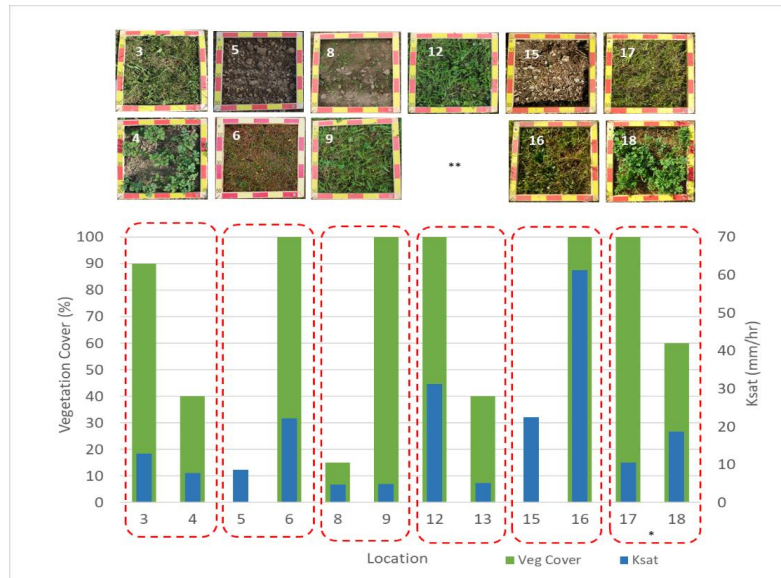 3 5 8 12 15 17
4 6 9 ** 16 18
100 70
90 60
80 50
70 40
60 30
50 20
40 10
30 0
20
10
0
Vegetation Cover (%)
Ksat (mm/hr)
3 4 5 6 8 9 12 13 15 16 17 18
*
Location
Veg Cover Ksat